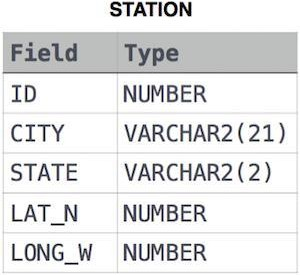 STATION
Field Type
ID NUMBER
CITY VARCHAR2(21)
STATE VARCHAR2(2)
LAT_N NUMBER
LONG_W NUMBER